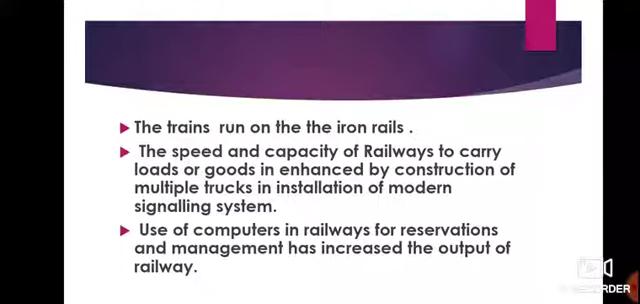 The trains run on the the iron rails .
The speed and capacity of Railways to carry
loads or goods in enhanced by construction of
multiple trucks in installation of modern
signalling system.
Use of computers in railways for reservations
and management has increased the output of
railway.
RECORDER